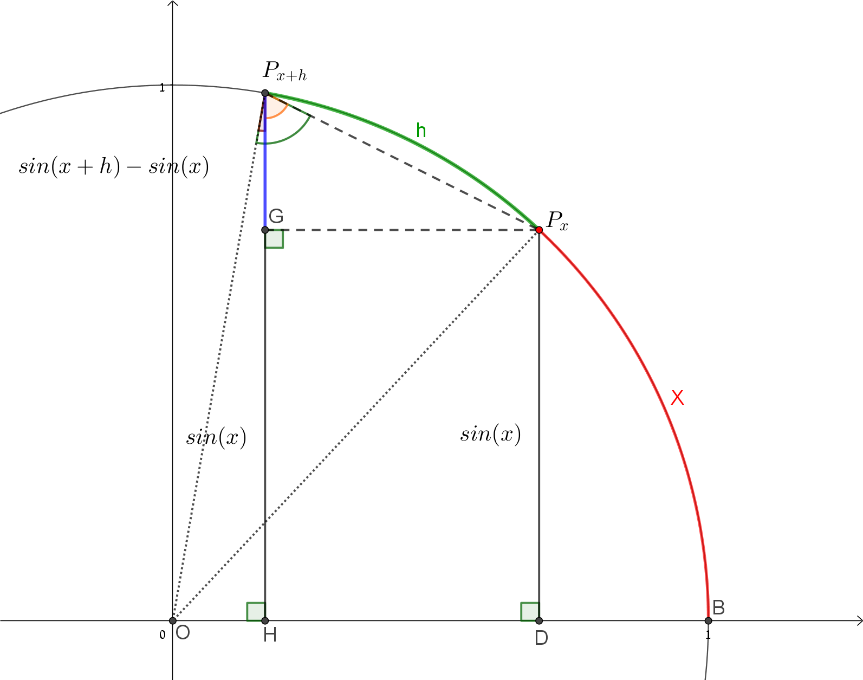 P_{x+h}
1
h
sin(x + h) − sin(x)
G
P_x
X
sin(x)
sin(x)
B
0
O
H
D
1